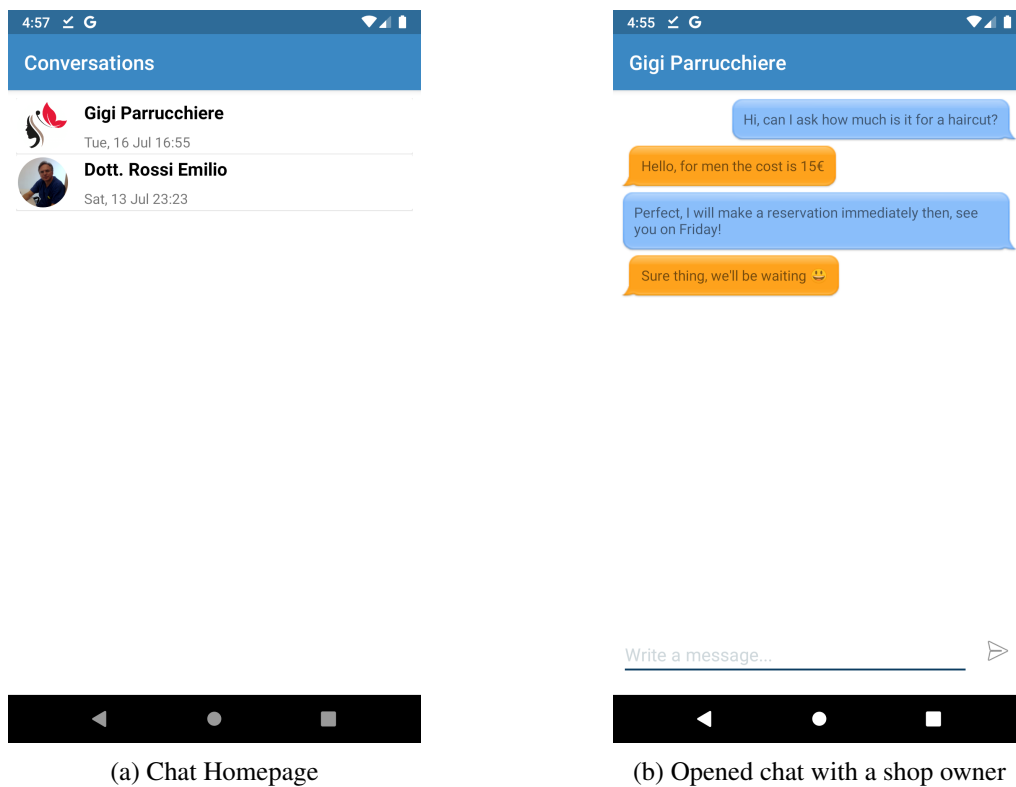 4:57
Conversations
Gigi Parrucchiere
Tue, 16 Jul 16:55
Dott. Rossi Emilio
Sat, 13 Jul 23:23
(a) Chat Homepage
4:55
Gigi Parrucchiere
Hi, can I ask how much is it for a haircut?
Hello, for men the cost is 15€
Perfect, I will make a reservation immediately then, see
you on Friday!
Sure thing, we'll be waiting 😃
Write a message...
(b) Opened chat with a shop owner